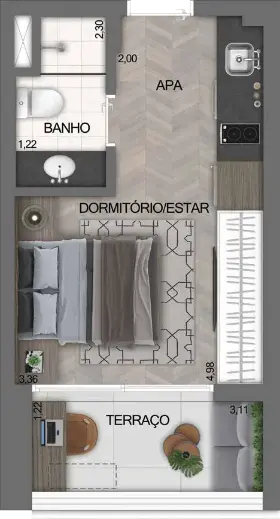 2,30
2,00
APA
BANHO
1,22
DORMITÓRIO/ESTAR
3,36
4,98
1,22
TERRAÇO
3,11